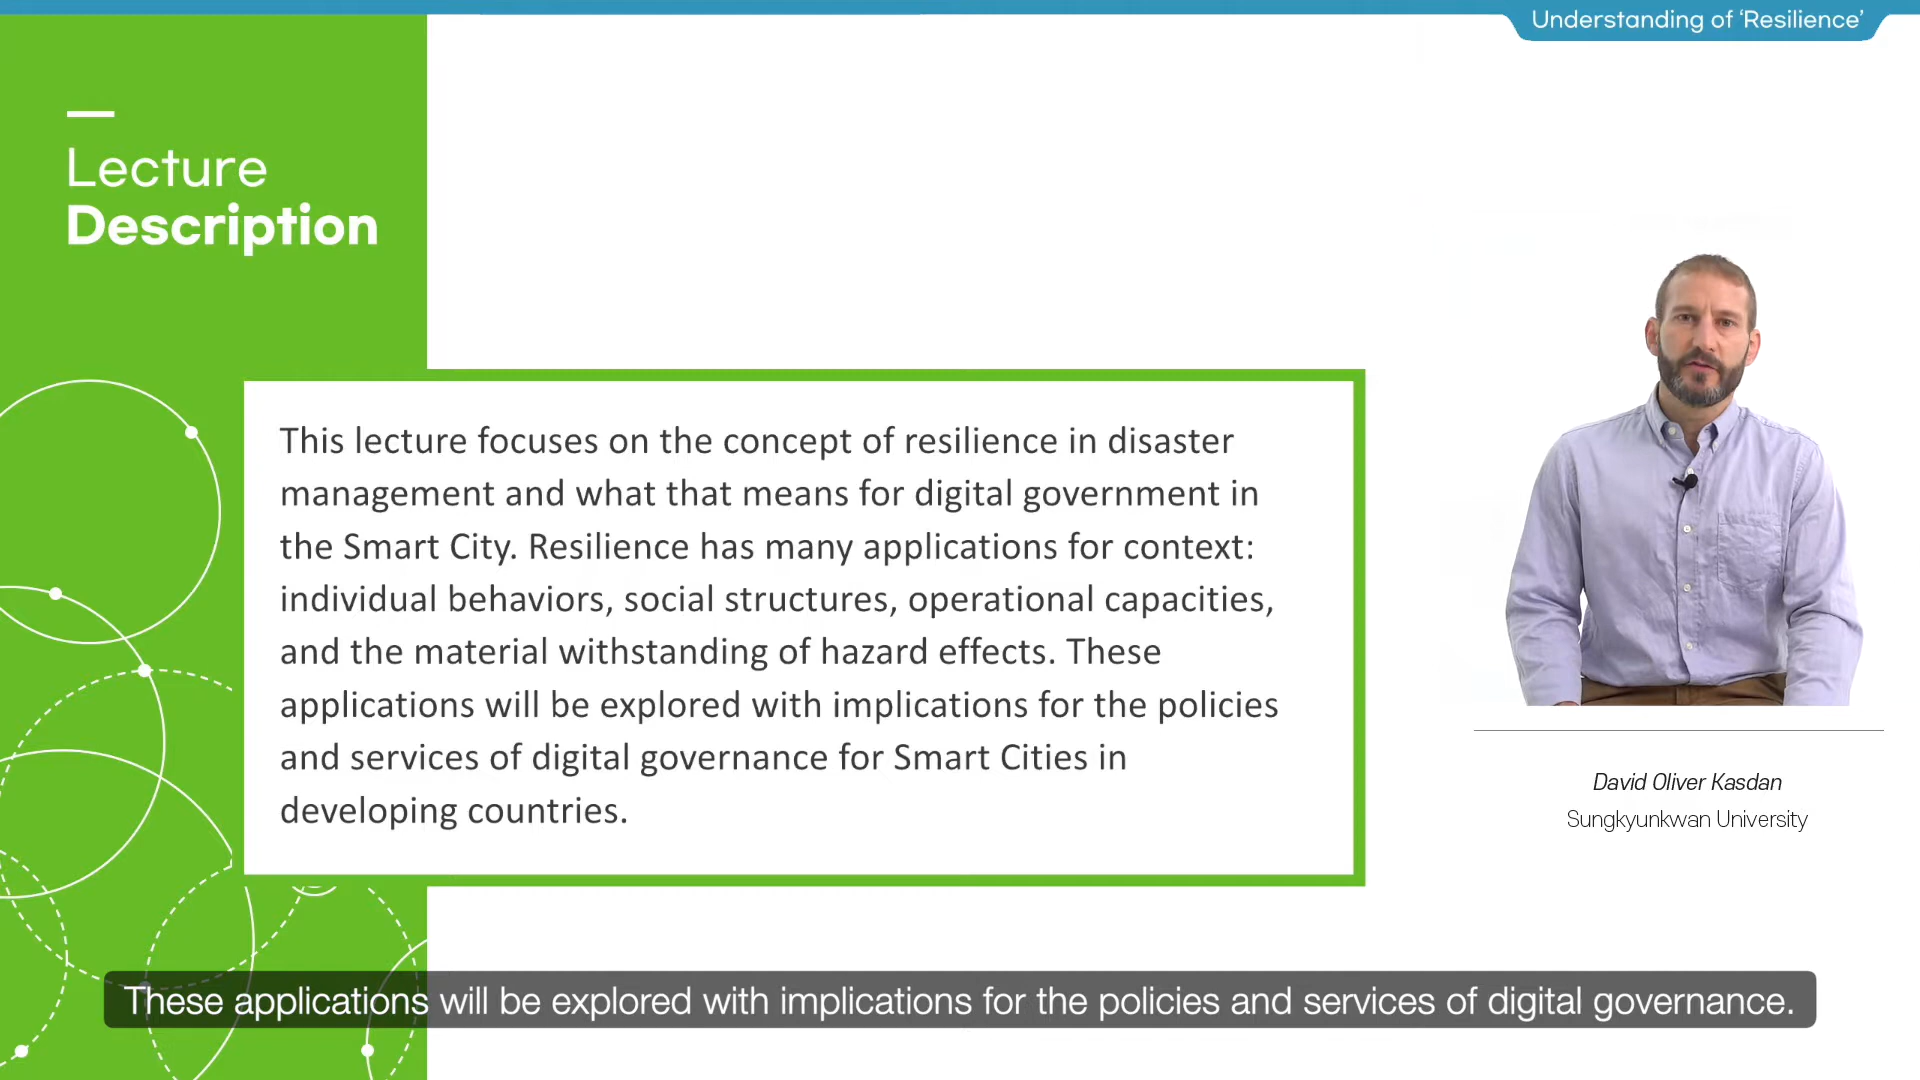 Understanding of ‘Resilience’
Lecture
Description
This lecture focuses on the concept of resilience in disaster
management and what that means for digital government in
the Smart City. Resilience has many applications for context:
individual behaviors, social structures, operational capacities,
and the material withstanding of hazard effects. These
applications will be explored with implications for the policies
and services of digital governance for Smart Cities in
developing countries.
David Oliver Kasdan
Sungkyunkwan University
These applications will be explored with implications for the policies and services of digital governance.